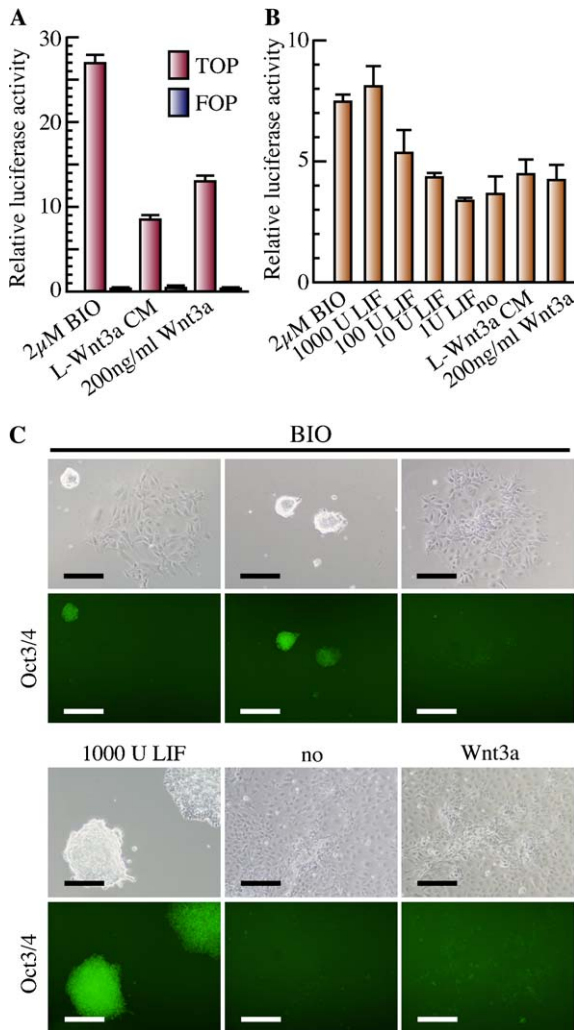 A
Relative luciferase activity
30
20
10
0
TOP
FOP
2µM BIO
L-Wnt3a CM
200ng/ml Wnt3a
B
Relative luciferase activity
10
5
0
2µM BIO
1000 U LIF
100 U LIF
10 U LIF
1U LIF
no
L-Wnt3a CM
200ng/ml Wnt3a
C
BIO
Oct3/4
1000 U LIF no Wnt3a
Oct3/4